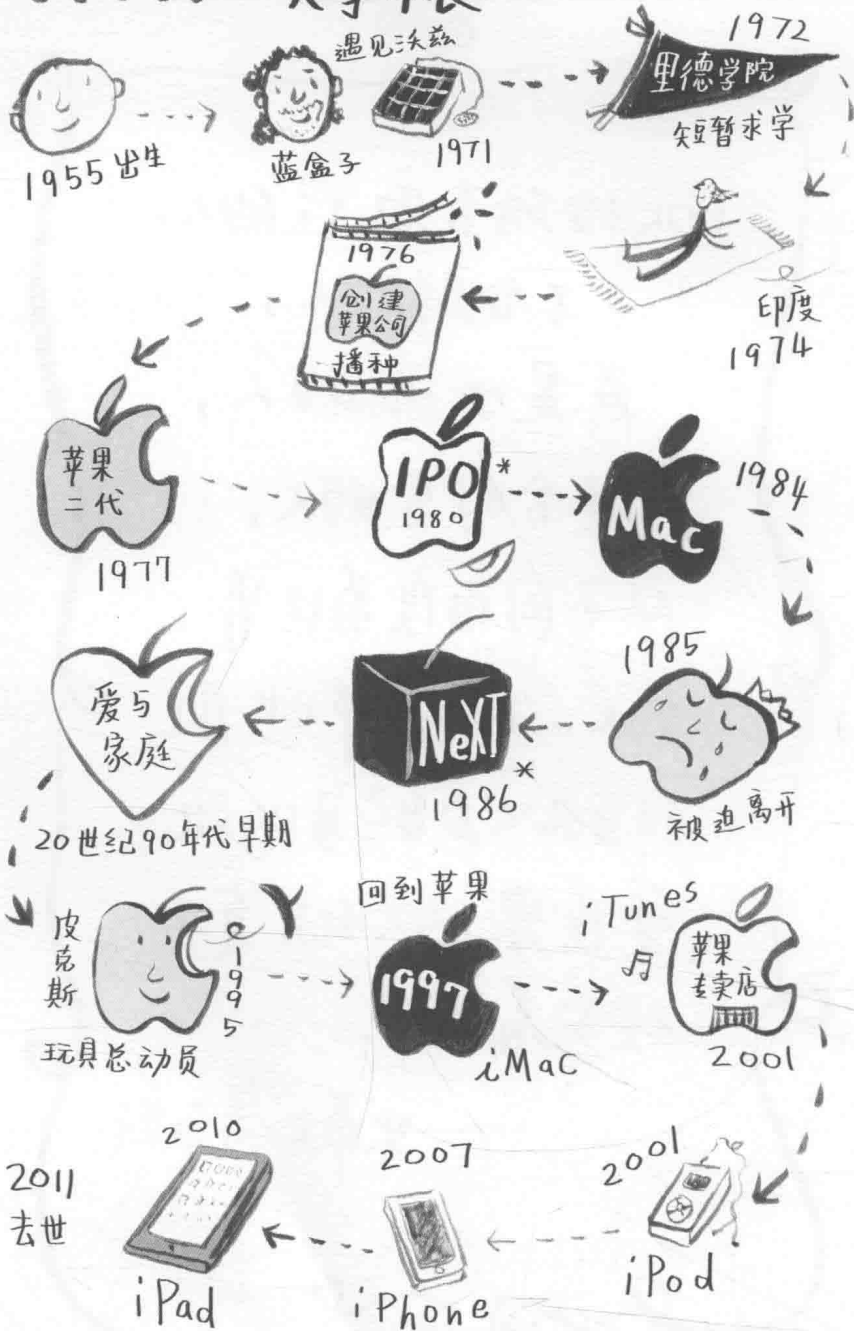 1955出生
遇见沃兹
蓝盒子
1971
1972
里德学院
短暂求学
印度
1974
1976
创建
苹果公司
播种
苹果
二代
1977
IPO*
1980
Mac
1984
1985
被迫离开
NeXT
*
1986
爱与
家庭
20世纪90年代早期
皮克斯
1995
玩具总动员
回到苹果
1997
iMac
iTunes
苹果
专卖店
2001
2001
iPod
2007
iPhone
2010
iPad
2011
去世